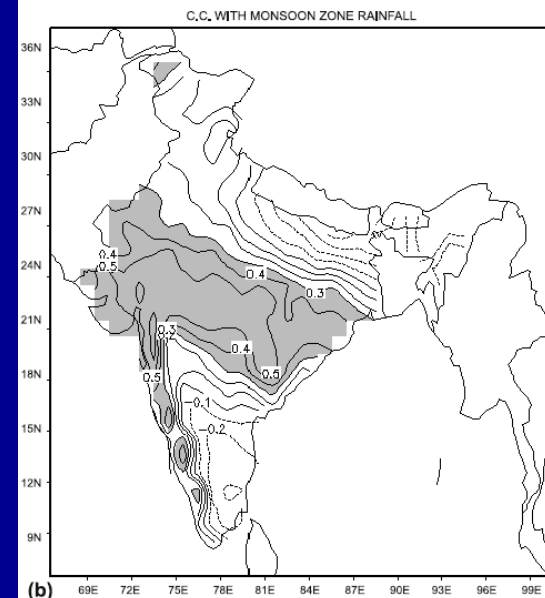 C.C. WITH MONSOON ZONE RAINFALL
36N
33N
30N
27N
24N
21N
18N
15N
12N
9N
0.4
0.5
0.4
0.3
0.3
0.2
0.4
0.5
0.5
-0.1
-0.2
(b)
69E 72E 75E 78E 81E 84E 87E 90E 93E 96E 99E